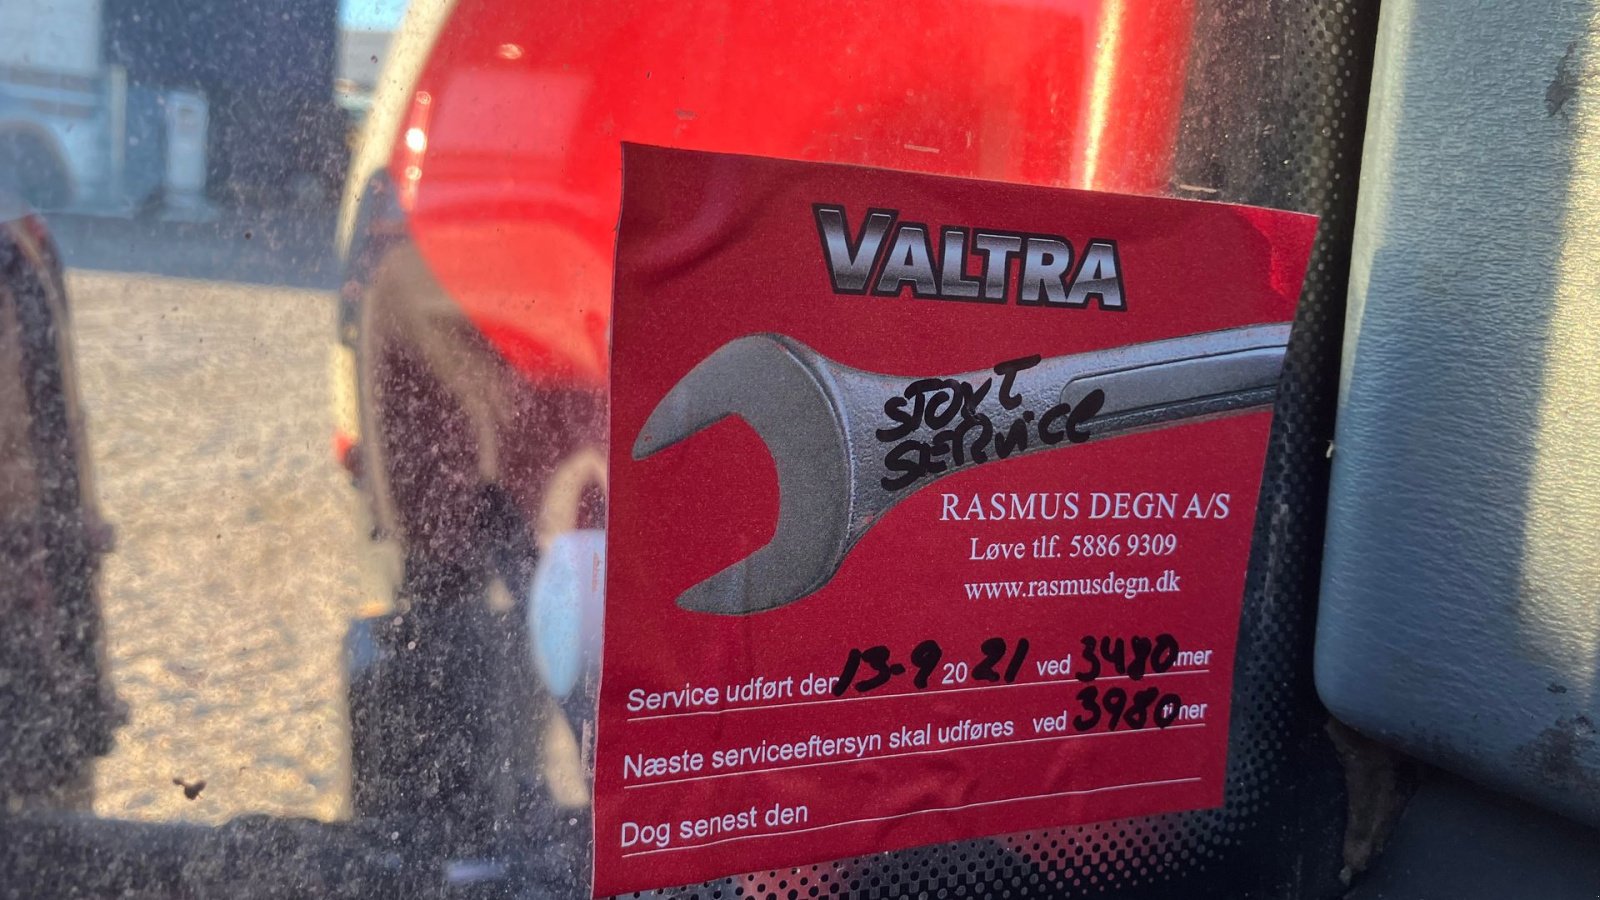 VALTRA
STORT
SERVICE
RASMUS DEGN A/S
Løve tlf. 5886 9309
www.rasmusdegn.dk
Service udført den 13-9 2021 ved 3480 timer
Næste serviceeftersyn skal udføres ved 3980 timer
Dog senest den